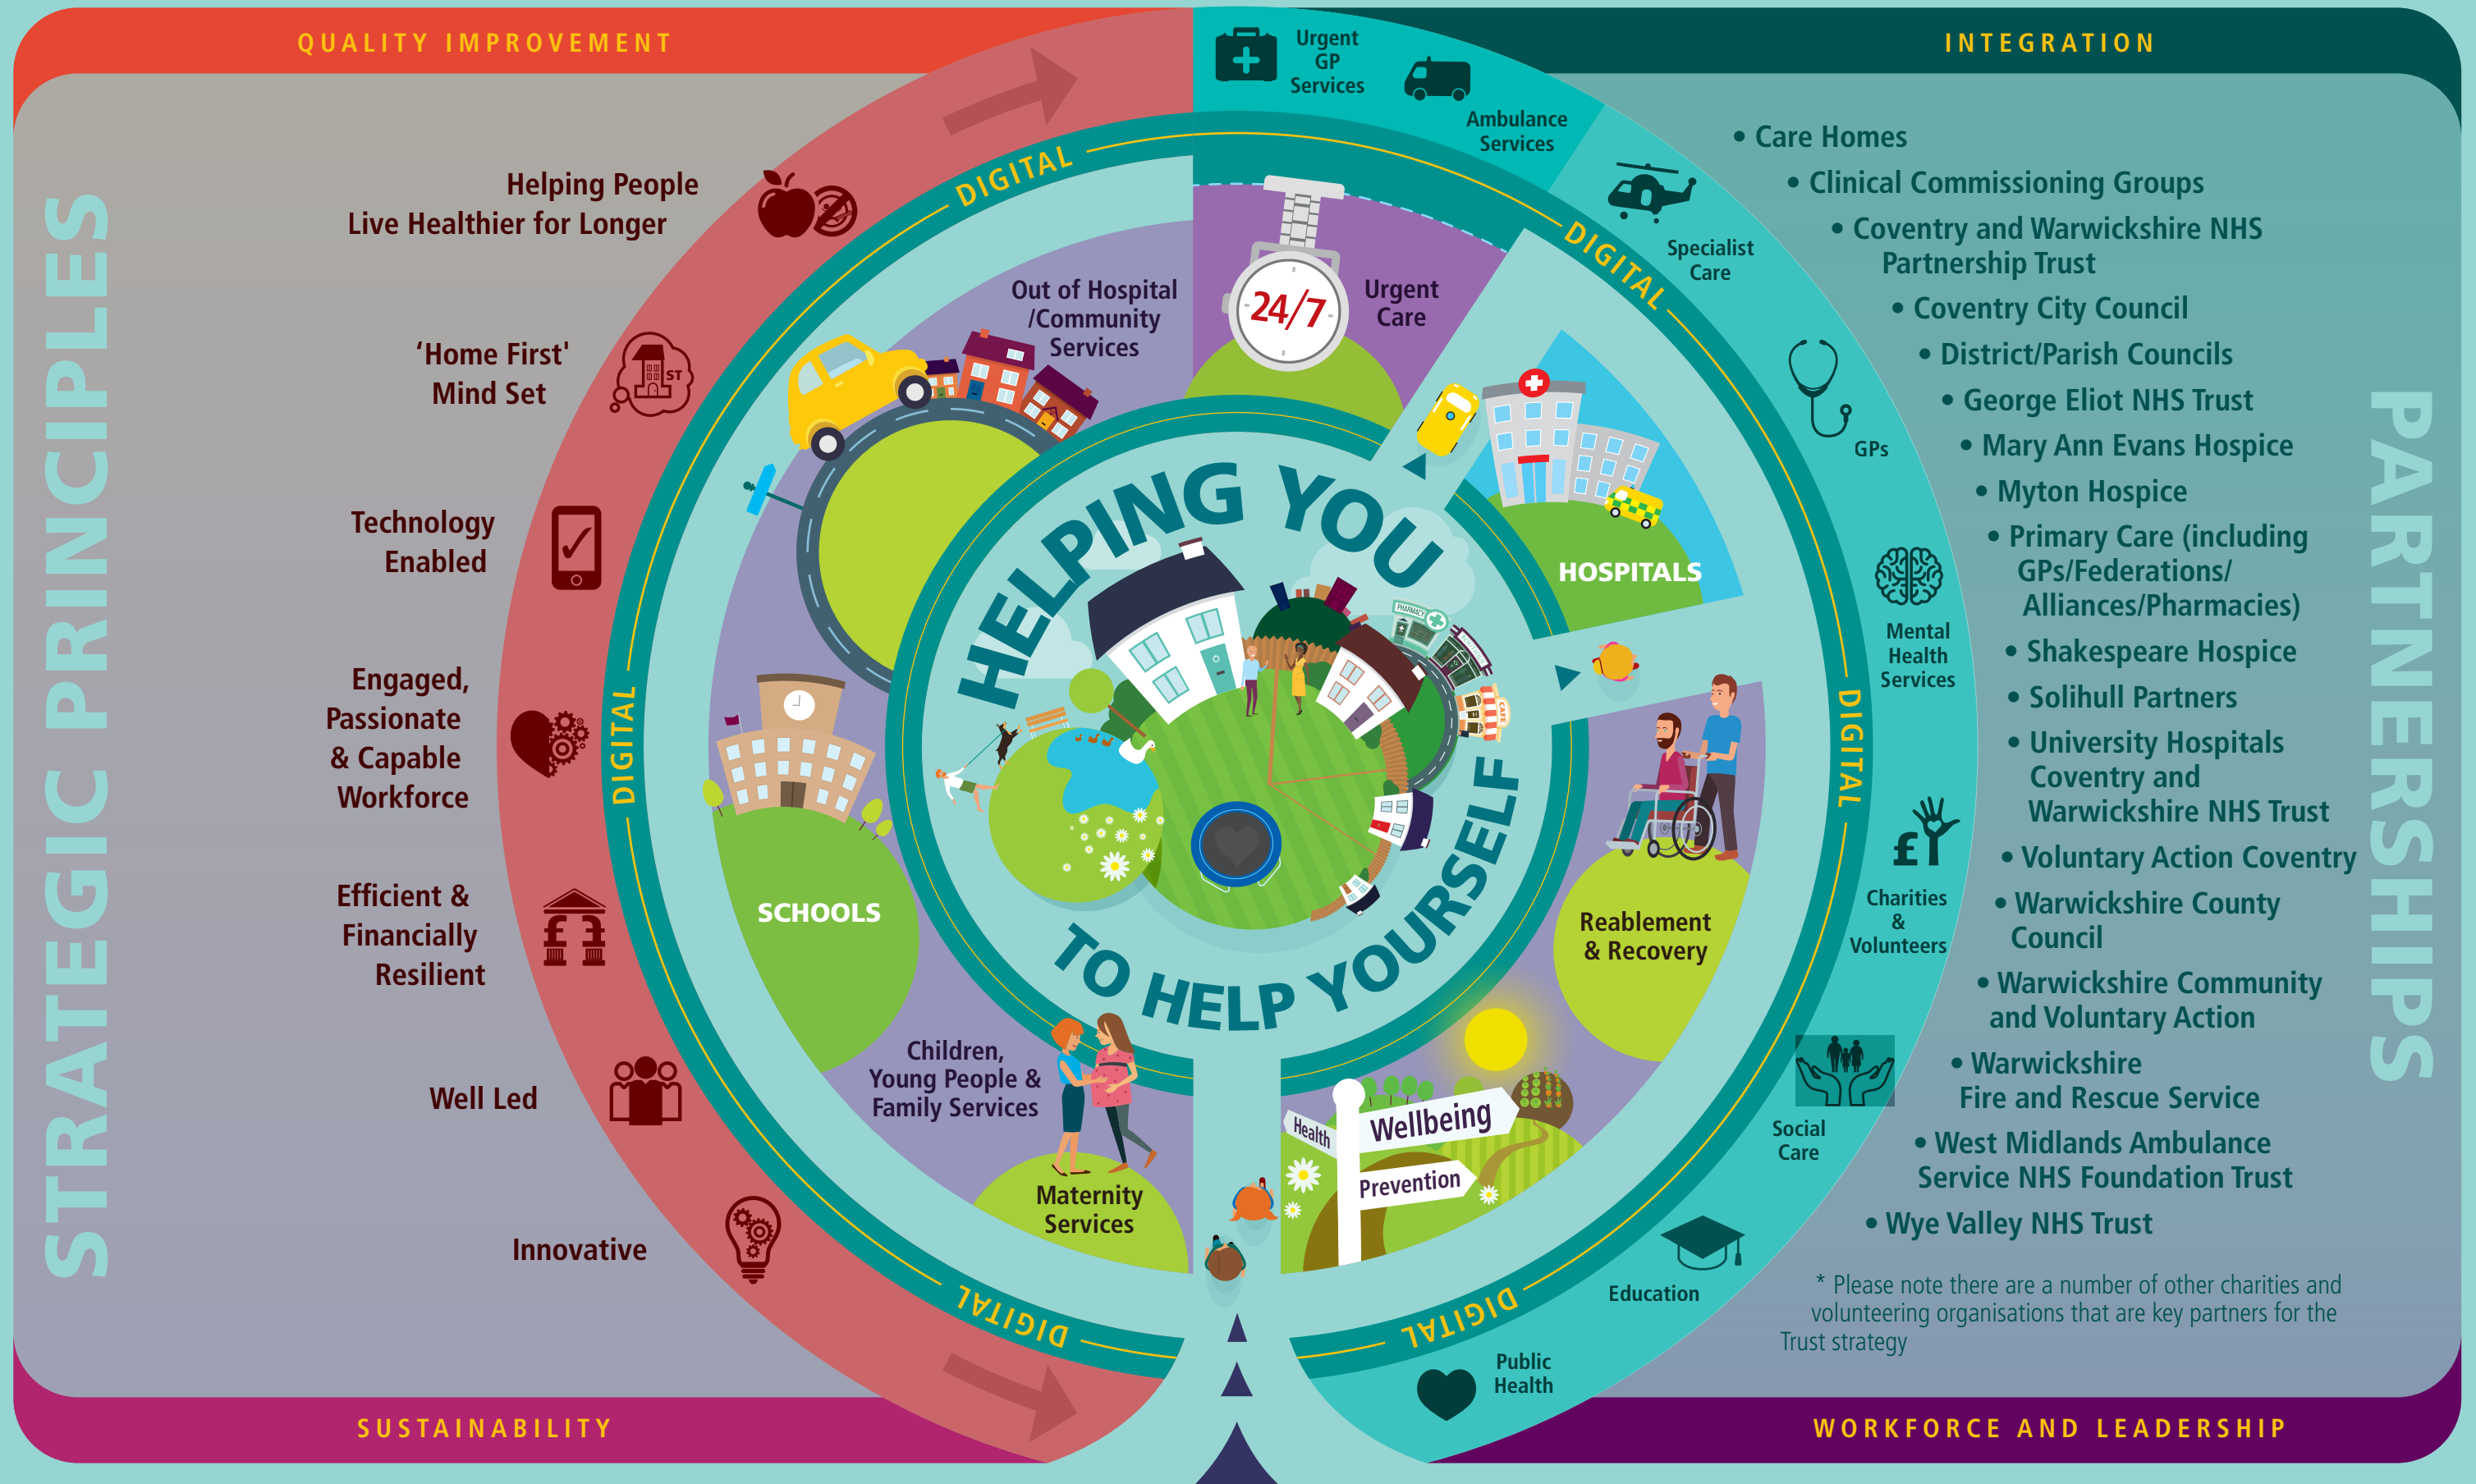 QUALITY IMPROVEMENT
INTEGRATION
STRATEGIC PRINCIPLES
Helping People
Live Healthier for Longer
‘Home First'
Mind Set
ST
Technology
Enabled
Engaged,
Passionate
& Capable
Workforce
Efficient &
Financially
Resilient
££
Well Led
Innovative
DIGITAL
DIGITAL
DIGITAL
DIGITAL
DIGITAL
DIGITAL
Out of Hospital
/Community
Services
24/7
Urgent
Care
HOSPITALS
Reablement
& Recovery
Health
Wellbeing
Prevention
Maternity
Services
Children,
Young People &
Family Services
SCHOOLS
HELPING YOU
TO HELP YOURSELF
PHARMACY
CAFE
Urgent
GP
Services
Ambulance
Services
Specialist
Care
GPs
Mental
Health
Services
£
Charities
&
Volunteers
Social
Care
Education
Public
Health
PARTNERSHIPS
• Care Homes
• Clinical Commissioning Groups
• Coventry and Warwickshire NHS
Partnership Trust
• Coventry City Council
• District/Parish Councils
• George Eliot NHS Trust
• Mary Ann Evans Hospice
• Myton Hospice
• Primary Care (including
GPs/Federations/
Alliances/Pharmacies)
• Shakespeare Hospice
• Solihull Partners
• University Hospitals
Coventry and
Warwickshire NHS Trust
• Voluntary Action Coventry
• Warwickshire County
Council
• Warwickshire Community
and Voluntary Action
• Warwickshire
Fire and Rescue Service
• West Midlands Ambulance
Service NHS Foundation Trust
• Wye Valley NHS Trust
* Please note there are a number of other charities and
volunteering organisations that are key partners for the
Trust strategy
SUSTAINABILITY
WORKFORCE AND LEADERSHIP